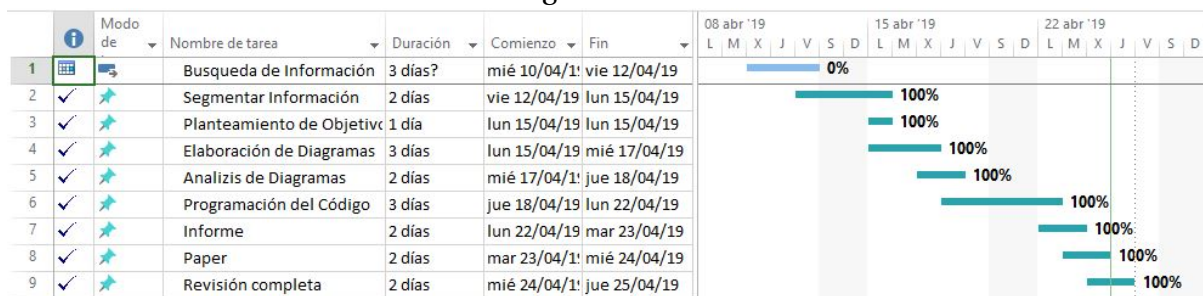 Modo de Nombre de tarea Duración Comienzo Fin
08 abr '19 15 abr '19 22 abr '19
L M X J V S D L M X J V S D L M X J V S D
1 Busqueda de Información 3 días? mié 10/04/1 vie 12/04/19 0%
2 Segmentar Información 2 días vie 12/04/19 lun 15/04/19 100%
3 Planteamiento de Objetivo 1 día lun 15/04/19 lun 15/04/19 100%
4 Elaboración de Diagramas 3 días lun 15/04/19 mié 17/04/19 100%
5 Analizis de Diagramas 2 días mié 17/04/1 jue 18/04/19 100%
6 Programación del Código 3 días jue 18/04/19 lun 22/04/19 100%
7 Informe 2 días lun 22/04/19 mar 23/04/19 100%
8 Paper 2 días mar 23/04/1 mié 24/04/19 100%
9 Revisión completa 2 días mié 24/04/1 jue 25/04/19 100%